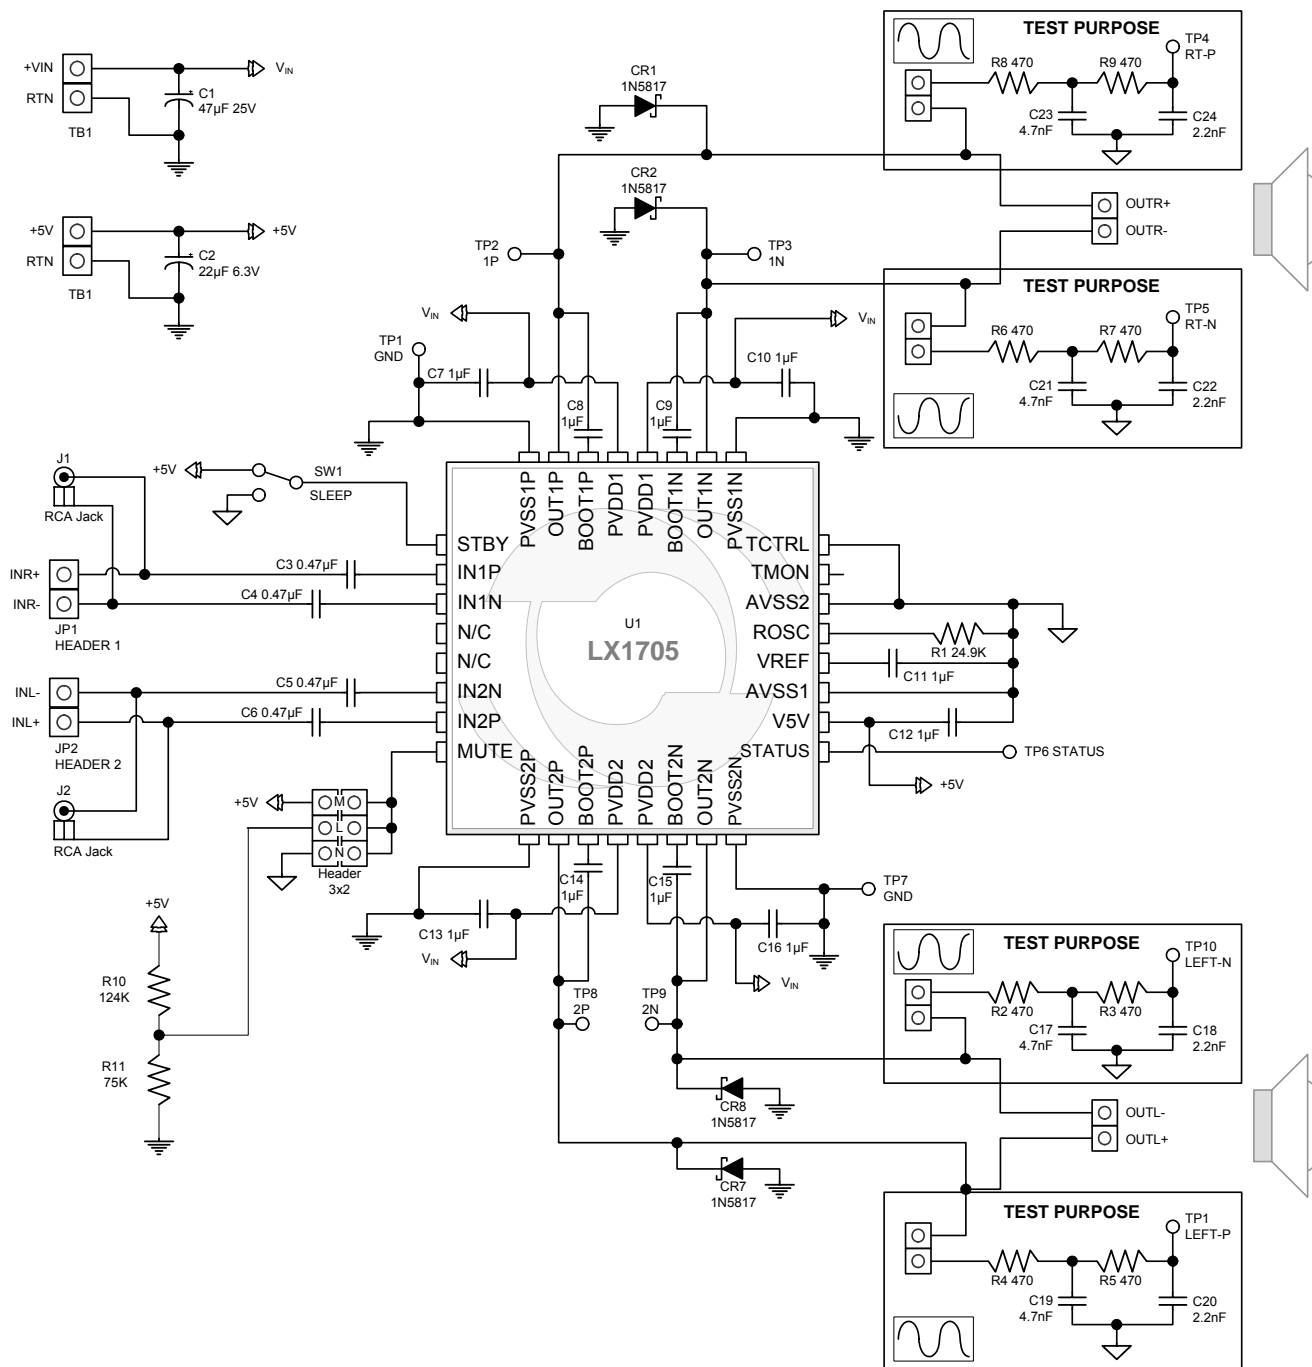 +VIN
RTN
TB1
V_IN
C1
47µF 25V
+5V
RTN
TB1
+5V
C2
22µF 6.3V
CR1
1N5817
CR2
1N5817
TP2
1P
TP3
1N
V_IN
V_IN
TP1
GND
C7 1µF
C8
1µF
C9
1µF
C10 1µF
TEST PURPOSE
TP4
RT-P
R8 470
R9 470
C23
4.7nF
C24
2.2nF
OUTR+
OUTR-
TEST PURPOSE
TP5
RT-N
R6 470
R7 470
C21
4.7nF
C22
2.2nF
J1
RCA Jack
+5V
SW1
SLEEP
INR+
INR-
JP1
HEADER 1
C3 0.47µF
C4 0.47µF
INL-
INL+
JP2
HEADER 2
C5 0.47µF
C6 0.47µF
J2
RCA Jack
+5V
M
L
N
Header
3x2
+5V
R10
124K
R11
75K
PVSS1P
OUT1P
BOOT1P
PVDD1
PVDD1
BOOT1N
OUT1N
PVSS1N
STBY
IN1P
IN1N
N/C
N/C
IN2N
IN2P
MUTE
U1
LX1705
TCTRL
TMON
AVSS2
ROSC
VREF
AVSS1
V5V
STATUS
PVSS2P
OUT2P
BOOT2P
PVDD2
PVDD2
BOOT2N
OUT2N
PVSS2N
R1 24.9K
C11 1µF
C12 1µF
TP6 STATUS
+5V
C14
1µF
C15
1µF
C13 1µF
V_IN
C16 1µF
V_IN
TP7
GND
TP8
2P
TP9
2N
CR8
1N5817
CR7
1N5817
TEST PURPOSE
TP10
LEFT-N
R2 470
R3 470
C17
4.7nF
C18
2.2nF
OUTL-
OUTL+
TEST PURPOSE
TP1
LEFT-P
R4 470
R5 470
C19
4.7nF
C20
2.2nF